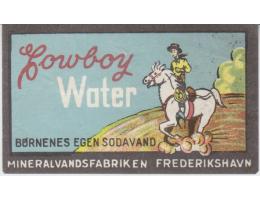 Cowboy
Water
BØRNENES EGEN SODAVAND
MINERALVANDSFABRIKEN FREDERIKSHAVN